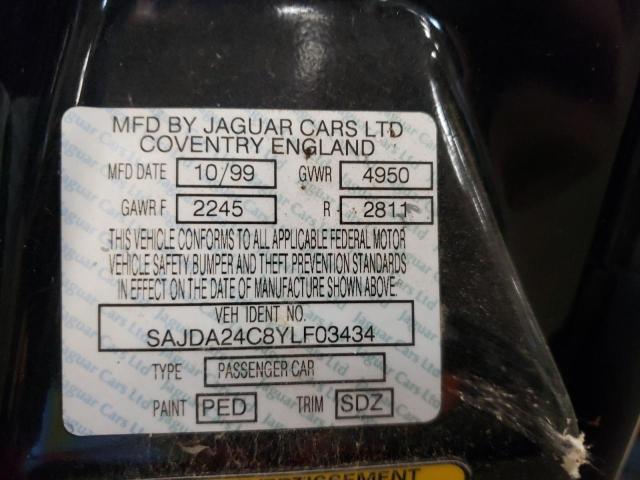 MFD BY JAGUAR CARS LTD
COVENTRY ENGLAND
MFD DATE 10/99 GVWR 4950
GAWR F 2245 R 2811
THIS VEHICLE CONFORMS TO ALL APPLICABLE FEDERAL MOTOR
VEHICLE SAFETY BUMPER AND THEFT PREVENTION STANDARDS
IN EFFECT ON THE DATE OF MANUFACTURE SHOWN ABOVE.
VEH IDENT NO.
SAJDA24C8YLF03434
TYPE PASSENGER CAR
PAINT PED TRIM SDZ